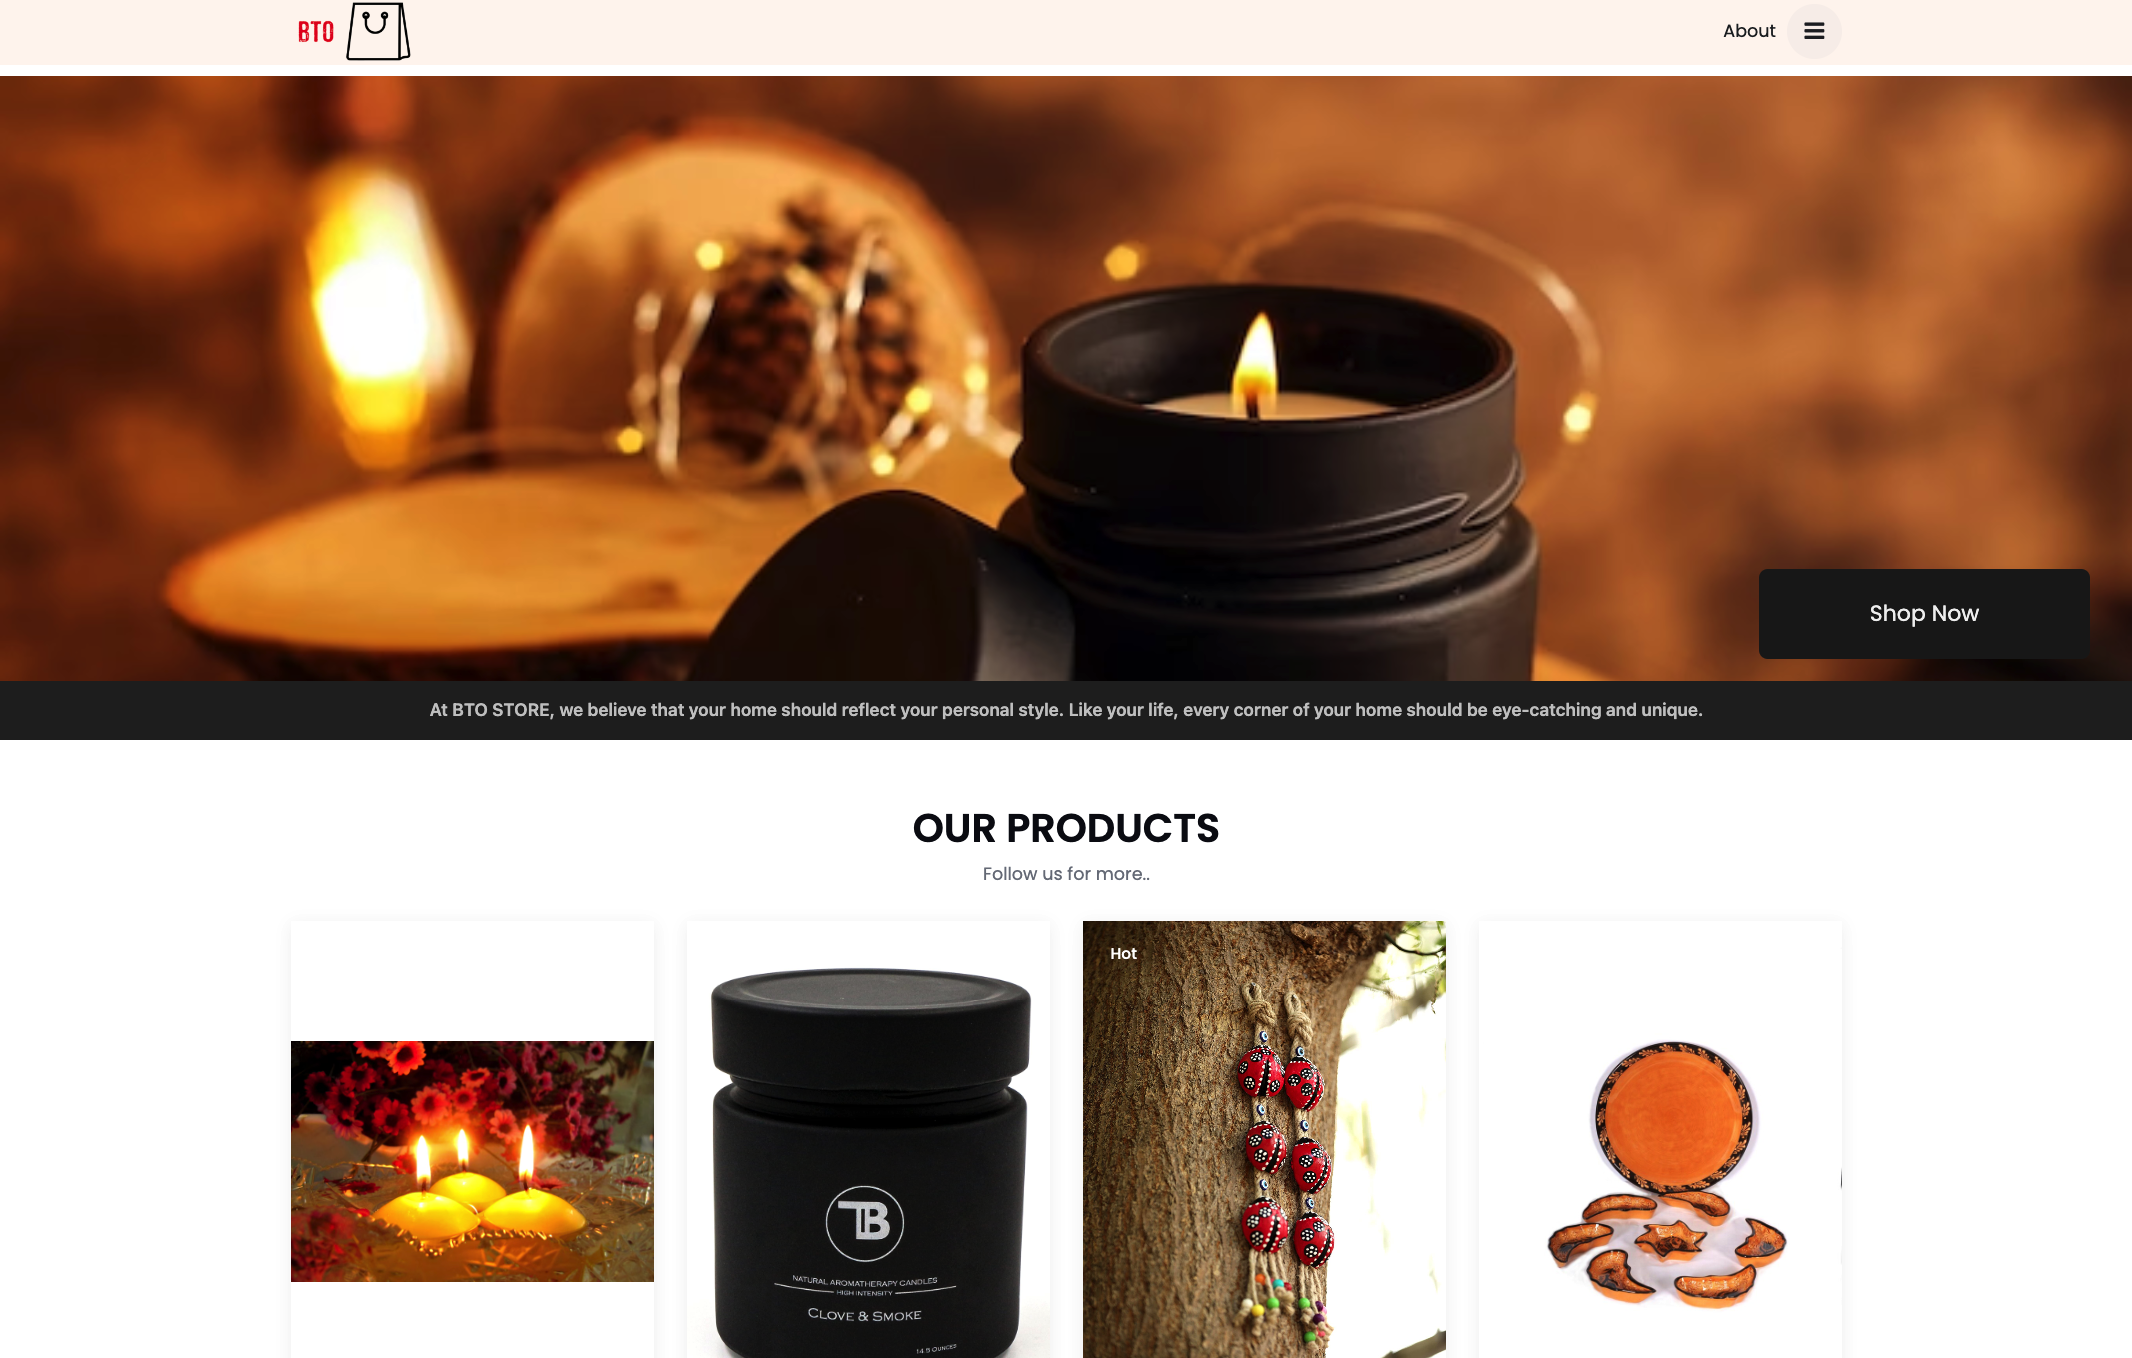 BTO
About
Shop Now
At BTO STORE, we believe that your home should reflect your personal style. Like your life, every corner of your home should be eye-catching and unique.
OUR PRODUCTS
Follow us for more..
Hot
TB
NATURAL AROMATHERAPY CANDLES
HIGH INTENSITY
CLOVE & SMOKE
14.5 OUNCES